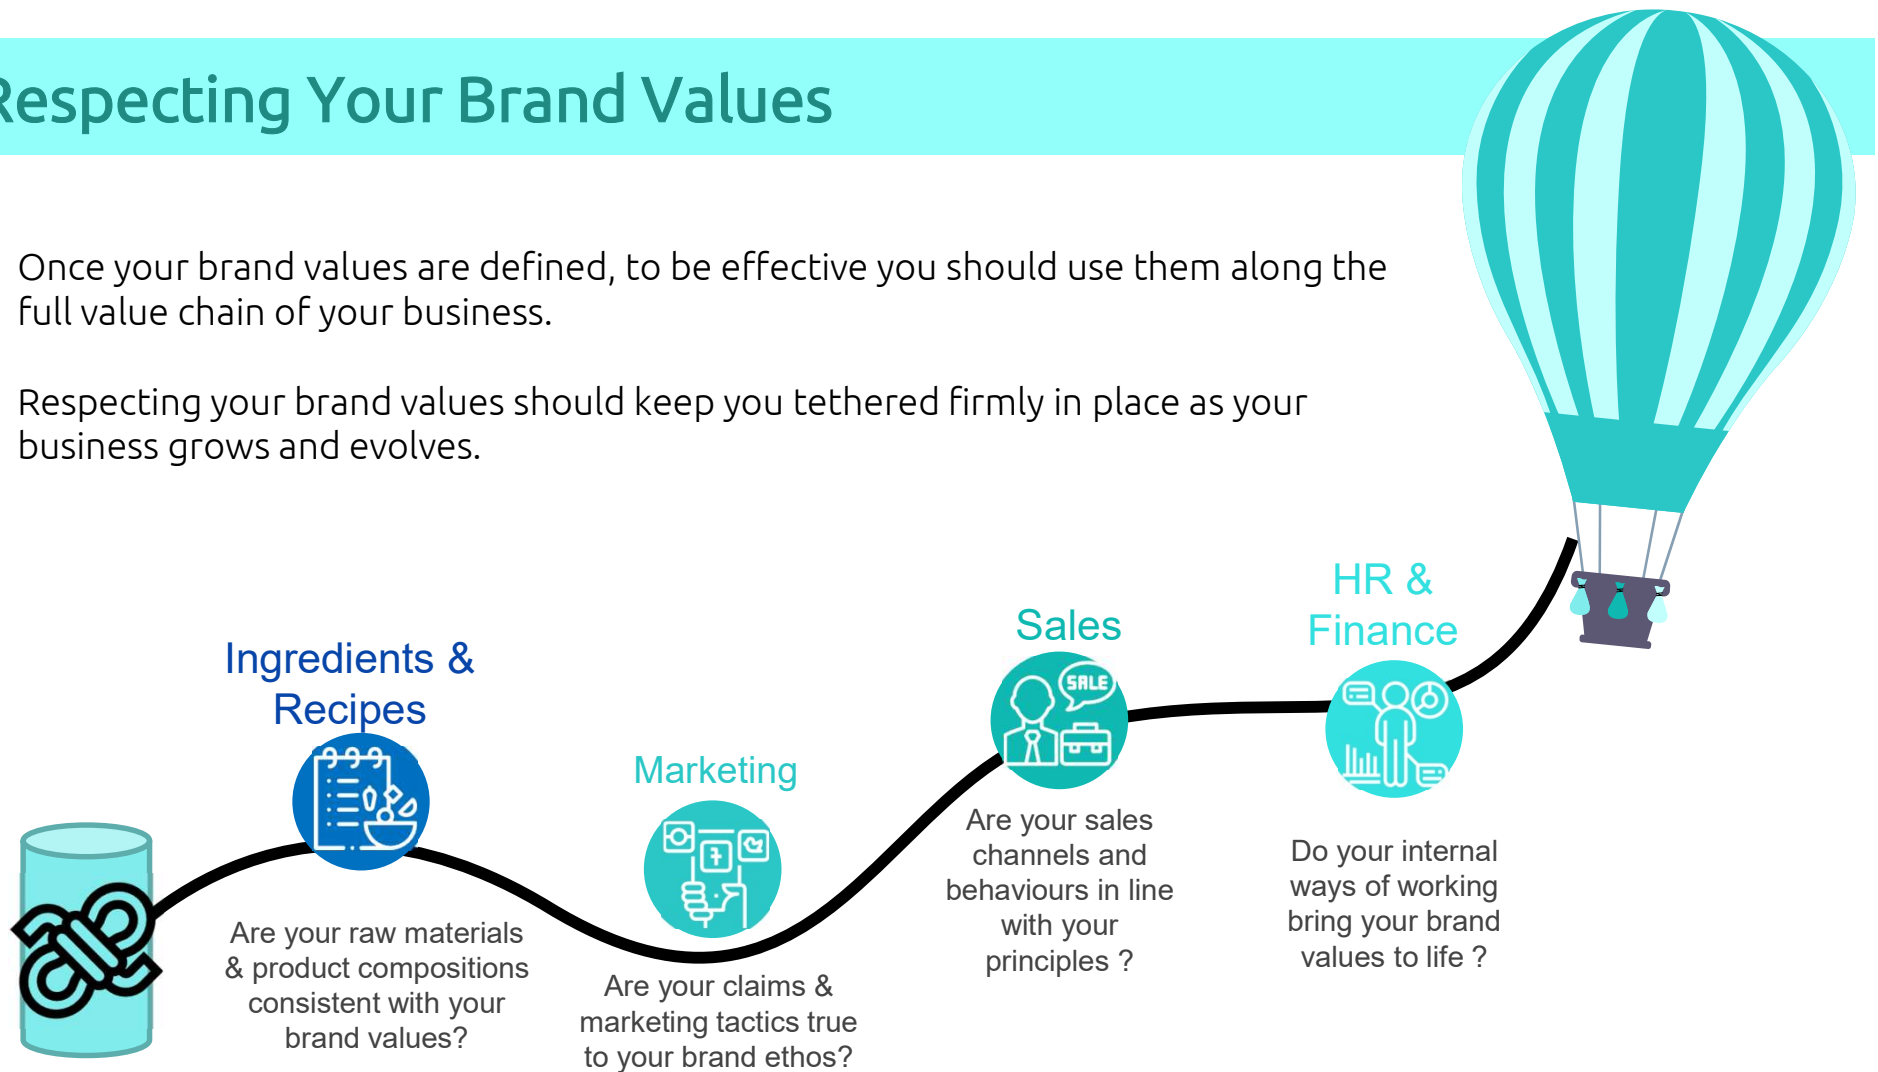 Respecting Your Brand Values
Once your brand values are defined, to be effective you should use them along the
full value chain of your business.
Respecting your brand values should keep you tethered firmly in place as your
business grows and evolves.
Ingredients &
Recipes
Are your raw materials
& product compositions
consistent with your
brand values?
Marketing
Are your claims &
marketing tactics true
to your brand ethos?
Sales
SALE
Are your sales
channels and
behaviours in line
with your
principles ?
HR &
Finance
Do your internal
ways of working
bring your brand
values to life ?